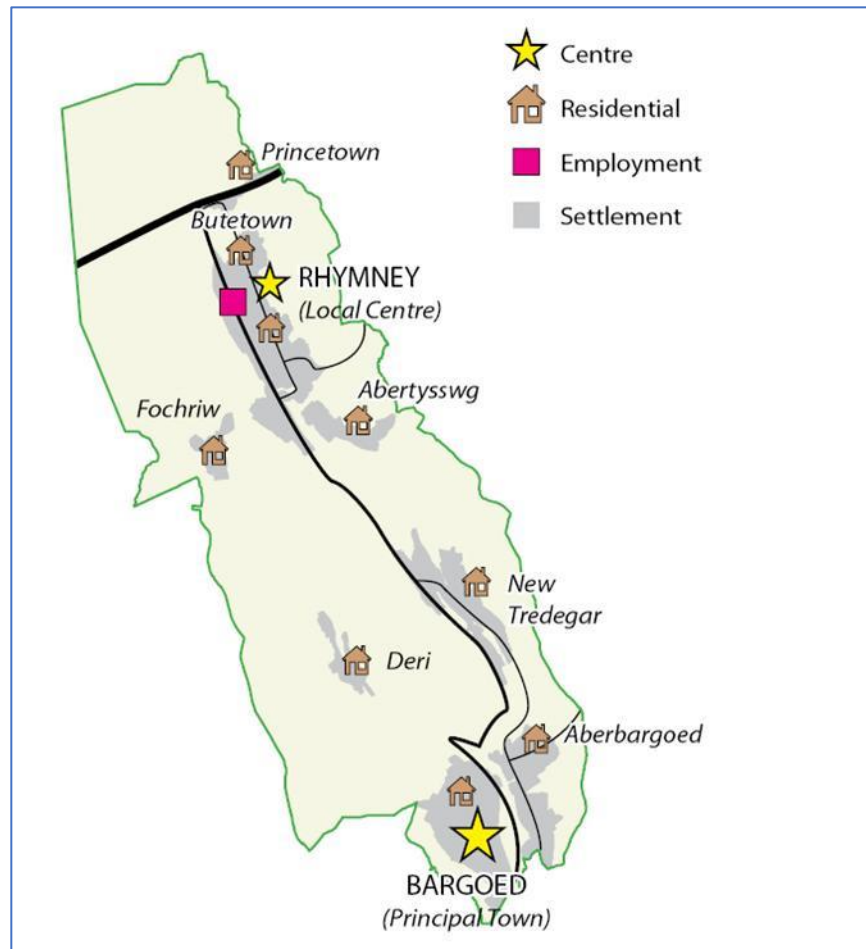 Centre
Residential
Employment
Settlement
Princetown
Butetown
RHYMNEY
(Local Centre)
Abertysswg
Fochriw
New
Tredegar
Deri
Aberbargoed
BARGOED
(Principal Town)